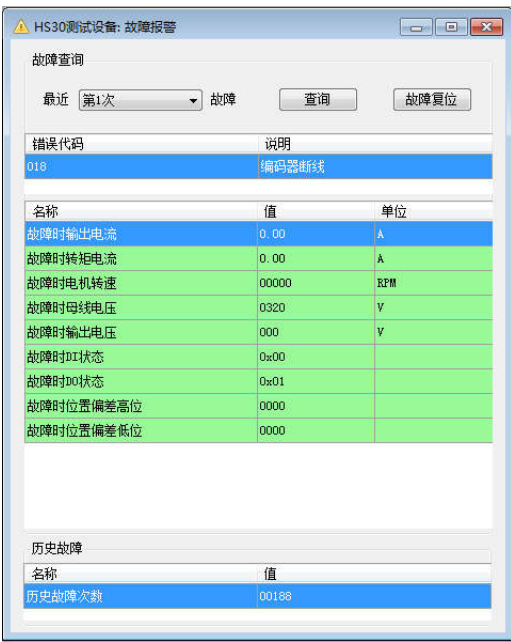 HS30测试设备: 故障报警
故障查询
最近 第1次 故障 查询 故障复位
错误代码 说明
018 编码器断线
名称 值 单位
故障时输出电流 0.00 A
故障时转矩电流 0.00 A
故障时电机转速 00000 RPM
故障时母线电压 0320 V
故障时输出电压 000 V
故障时DI状态 0x00
故障时DO状态 0x01
故障时位置偏差高位 0000
故障时位置偏差低位 0000
历史故障
名称 值
历史故障次数 00188